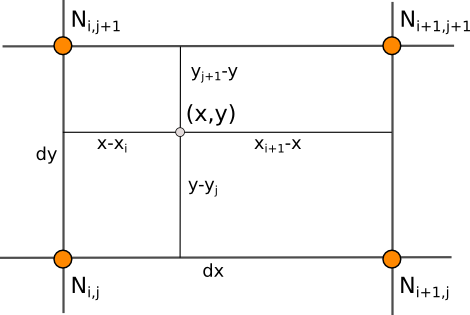 N_{i,j+1}
N_{i+1,j+1}
y_{j+1}-y
(x,y)
x-x_i
x_{i+1}-x
dy
y-y_j
dx
N_{i,j}
N_{i+1,j}